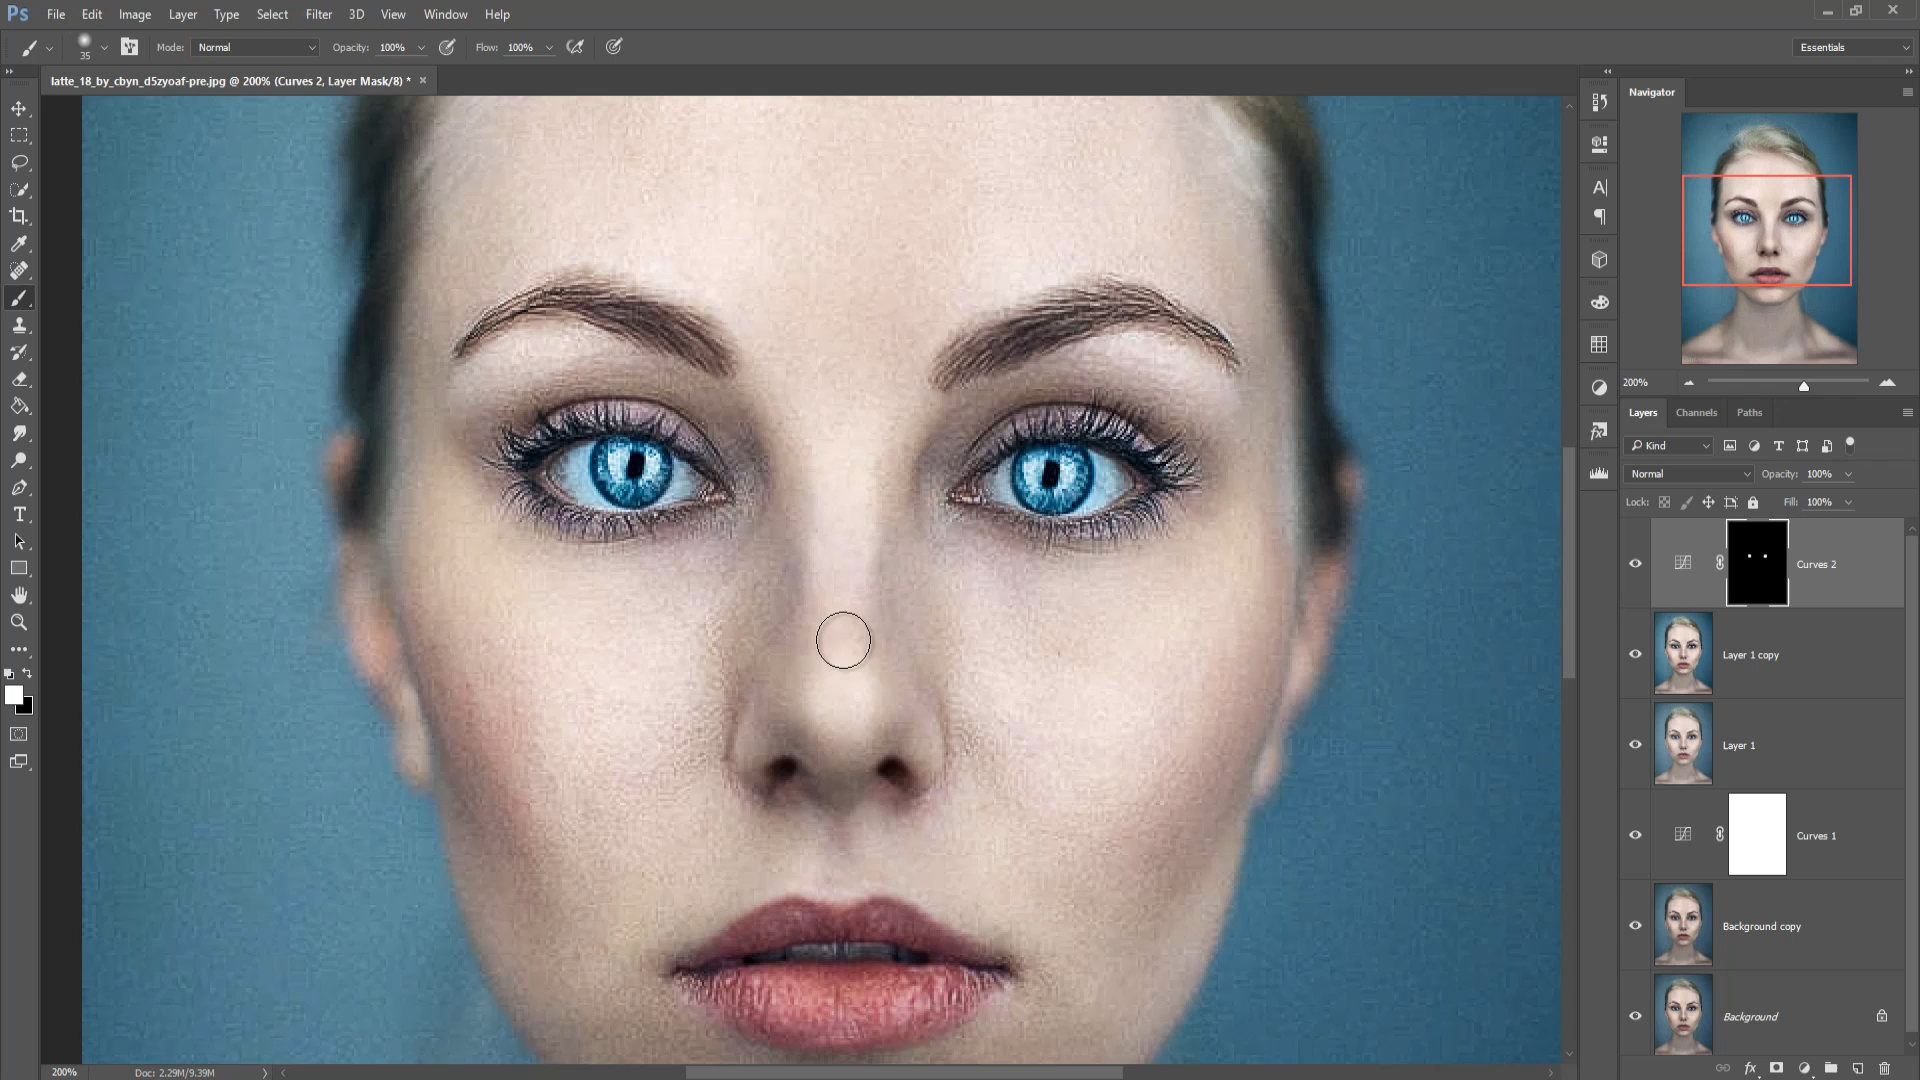 Ps File Edit Image Layer Type Select Filter 3D View Window Help
35 Mode: Normal Opacity: 100% Flow: 100% Essentials
latte_18_by_cbyn_d5zyoaf-pre.jpg @ 200% (Curves 2, Layer Mask/8) *
Navigator
200%
Layers Channels Paths
Kind
Normal Opacity: 100%
Lock: Fill: 100%
Curves 2
Layer 1 copy
Layer 1
Curves 1
Background copy
Background
200% Doc: 2.29M/9.39M